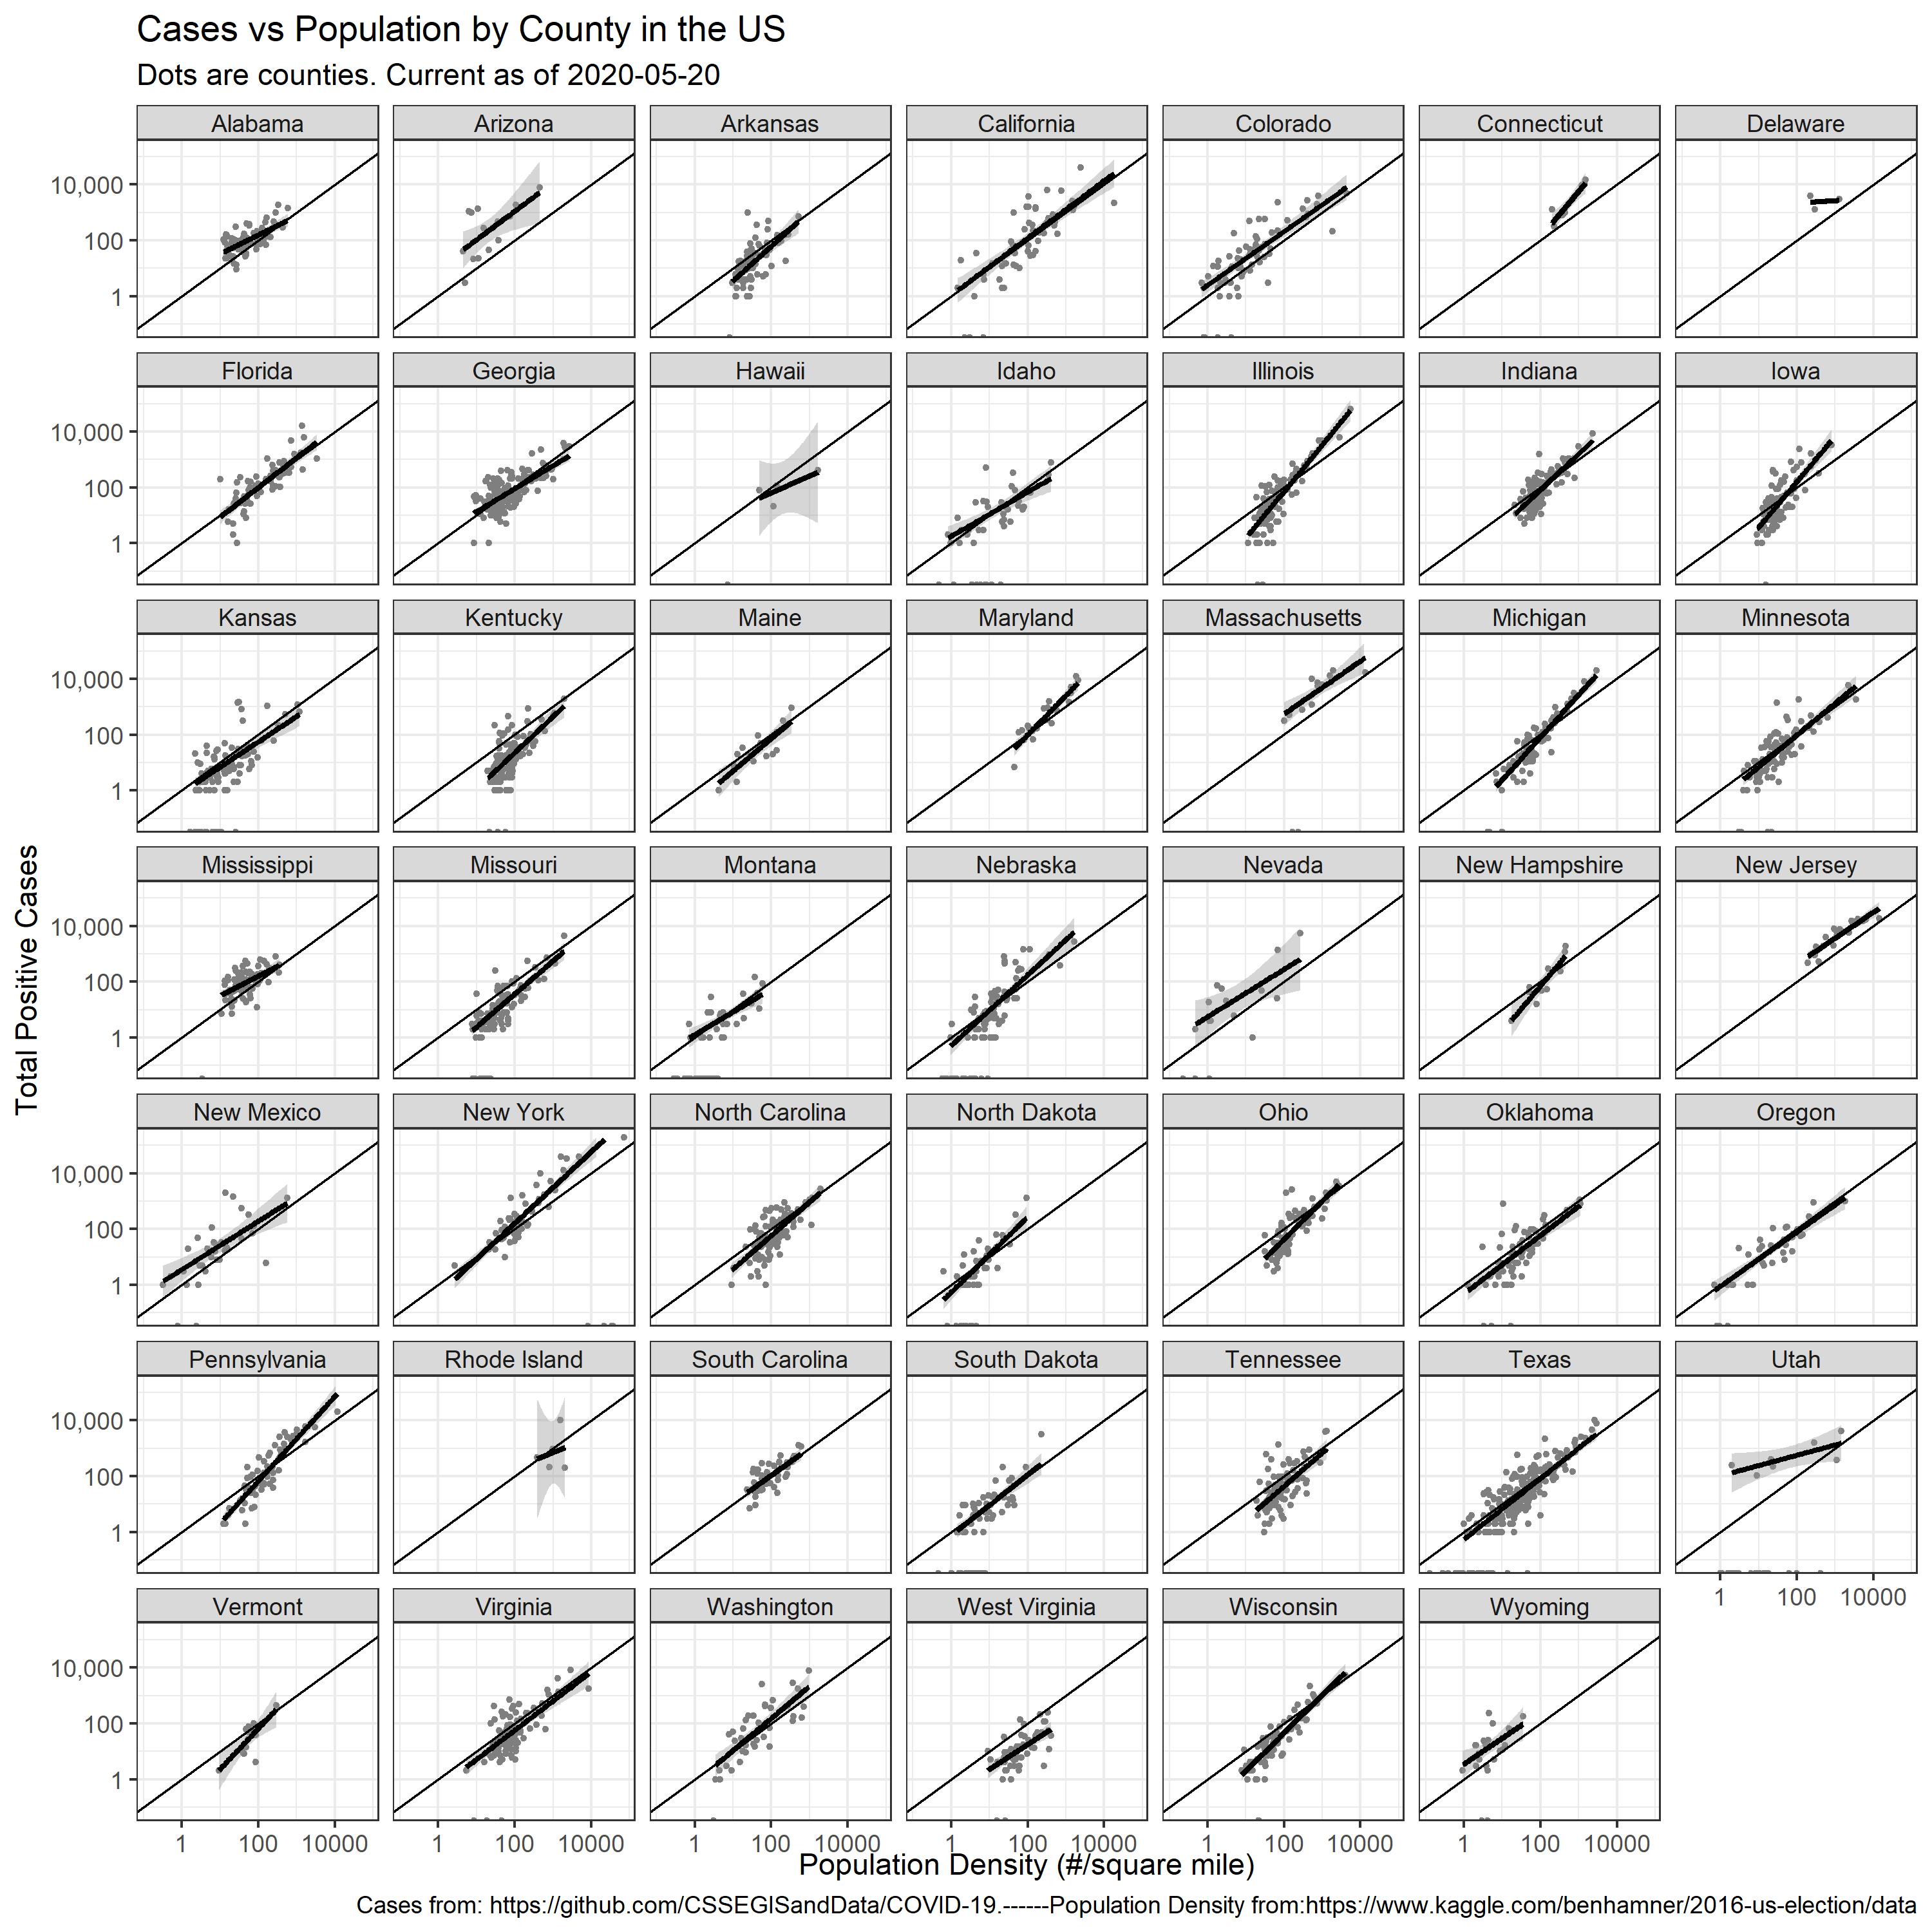 Cases vs Population by County in the US
Dots are counties. Current as of 2020-05-20
Alabama Arizona Arkansas California Colorado Connecticut Delaware
10,000
100
1
Florida Georgia Hawaii Idaho Illinois Indiana Iowa
10,000
100
1
Kansas Kentucky Maine Maryland Massachusetts Michigan Minnesota
10,000
100
1
Total Positive Cases
Mississippi Missouri Montana Nebraska Nevada New Hampshire New Jersey
10,000
100
1
New Mexico New York North Carolina North Dakota Ohio Oklahoma Oregon
10,000
100
1
Pennsylvania Rhode Island South Carolina South Dakota Tennessee Texas Utah
10,000
100
1
1 100 10000
Vermont Virginia Washington West Virginia Wisconsin Wyoming
10,000
100
1
1 100 10000 1 100 10000 1 100 10000 1 100 10000 1 100 10000 1 100 10000
Population Density (#/square mile)
Cases from: https://github.com/CSSEGISandData/COVID-19.------Population Density from:https://www.kaggle.com/benhamner/2016-us-election/data